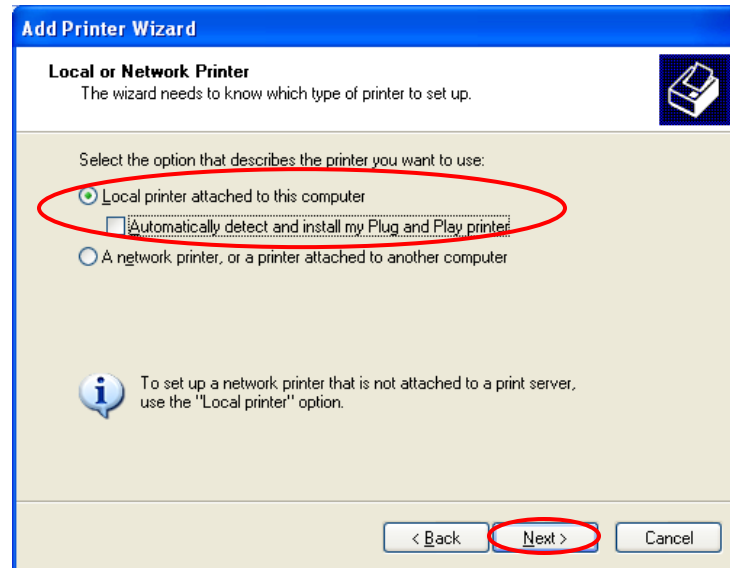 Add Printer Wizard
Local or Network Printer
The wizard needs to know which type of printer to set up.
Select the option that describes the printer you want to use:
Local printer attached to this computer
Automatically detect and install my Plug and Play printer
A network printer, or a printer attached to another computer
To set up a network printer that is not attached to a print server,
use the "Local printer" option.
< Back Next > Cancel